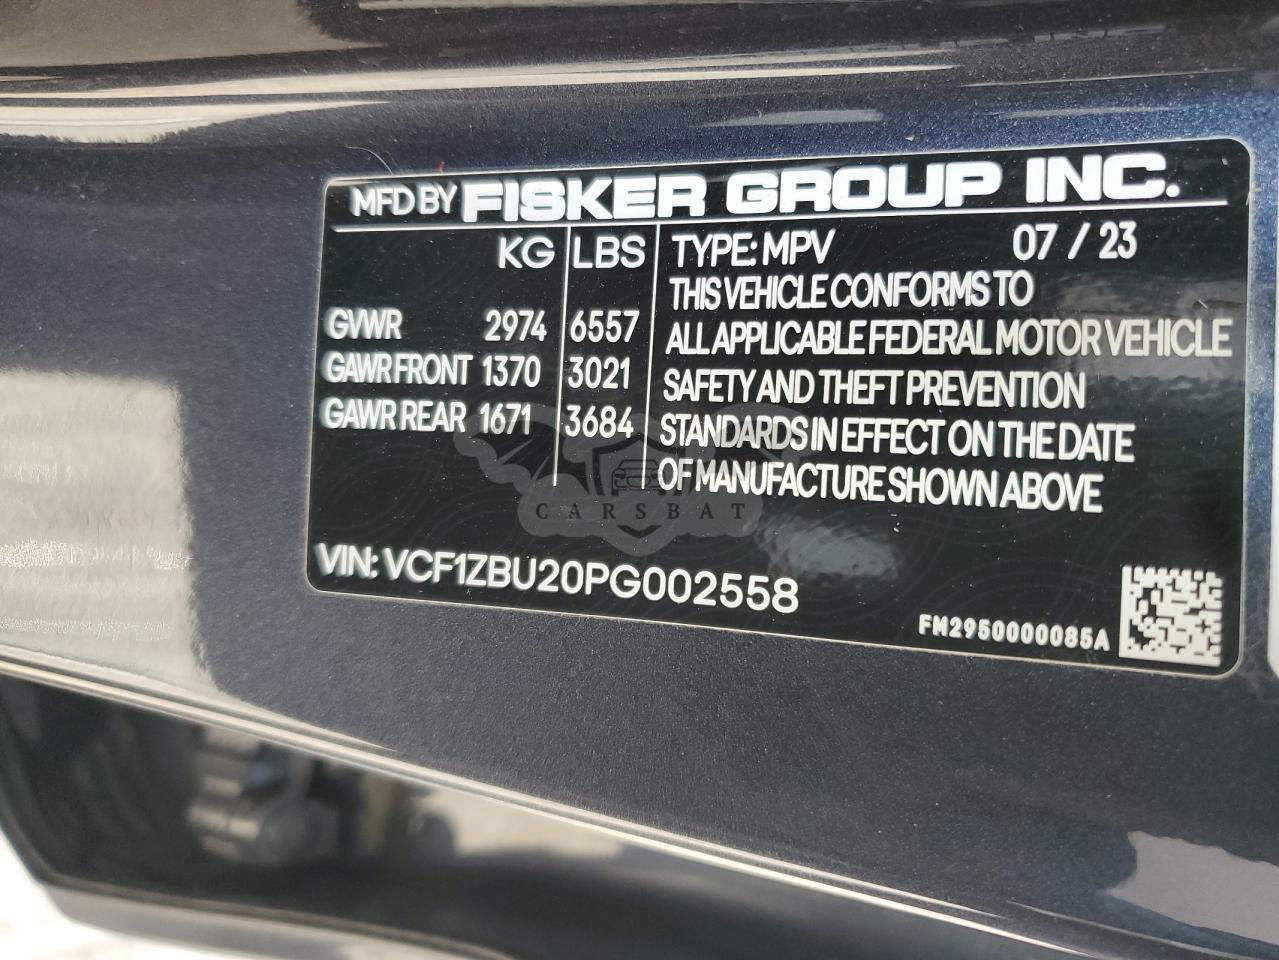 MFD BY FISKER GROUP INC.
KG LBS TYPE: MPV 07 / 23
THIS VEHICLE CONFORMS TO
GVWR 2974 6557 ALL APPLICABLE FEDERAL MOTOR VEHICLE
GAWR FRONT 1370 3021 SAFETY AND THEFT PREVENTION
GAWR REAR 1671 3684 STANDARDS IN EFFECT ON THE DATE
OF MANUFACTURE SHOWN ABOVE
CARSBAT
VIN: VCF1ZBU20PG002558
FM2950000085A